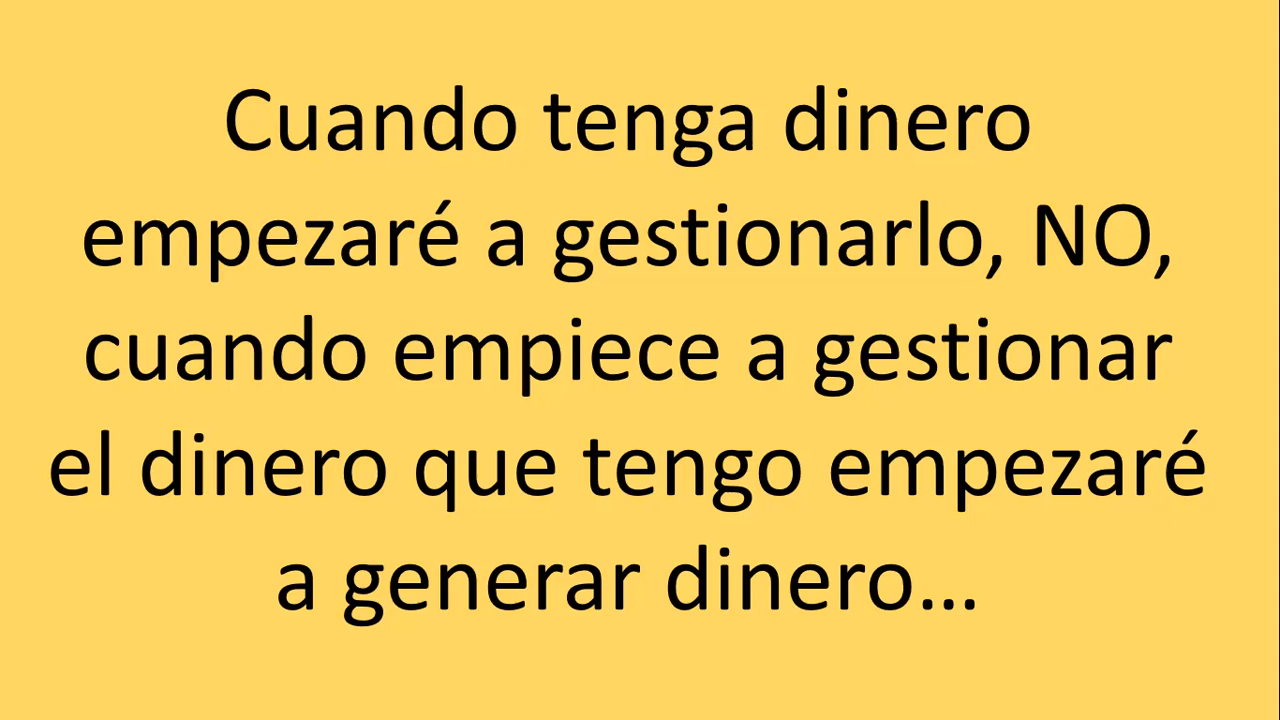 Cuando tenga dinero
empezaré a gestionarlo, NO,
cuando empiece a gestionar
el dinero que tengo empezaré
a generar dinero...